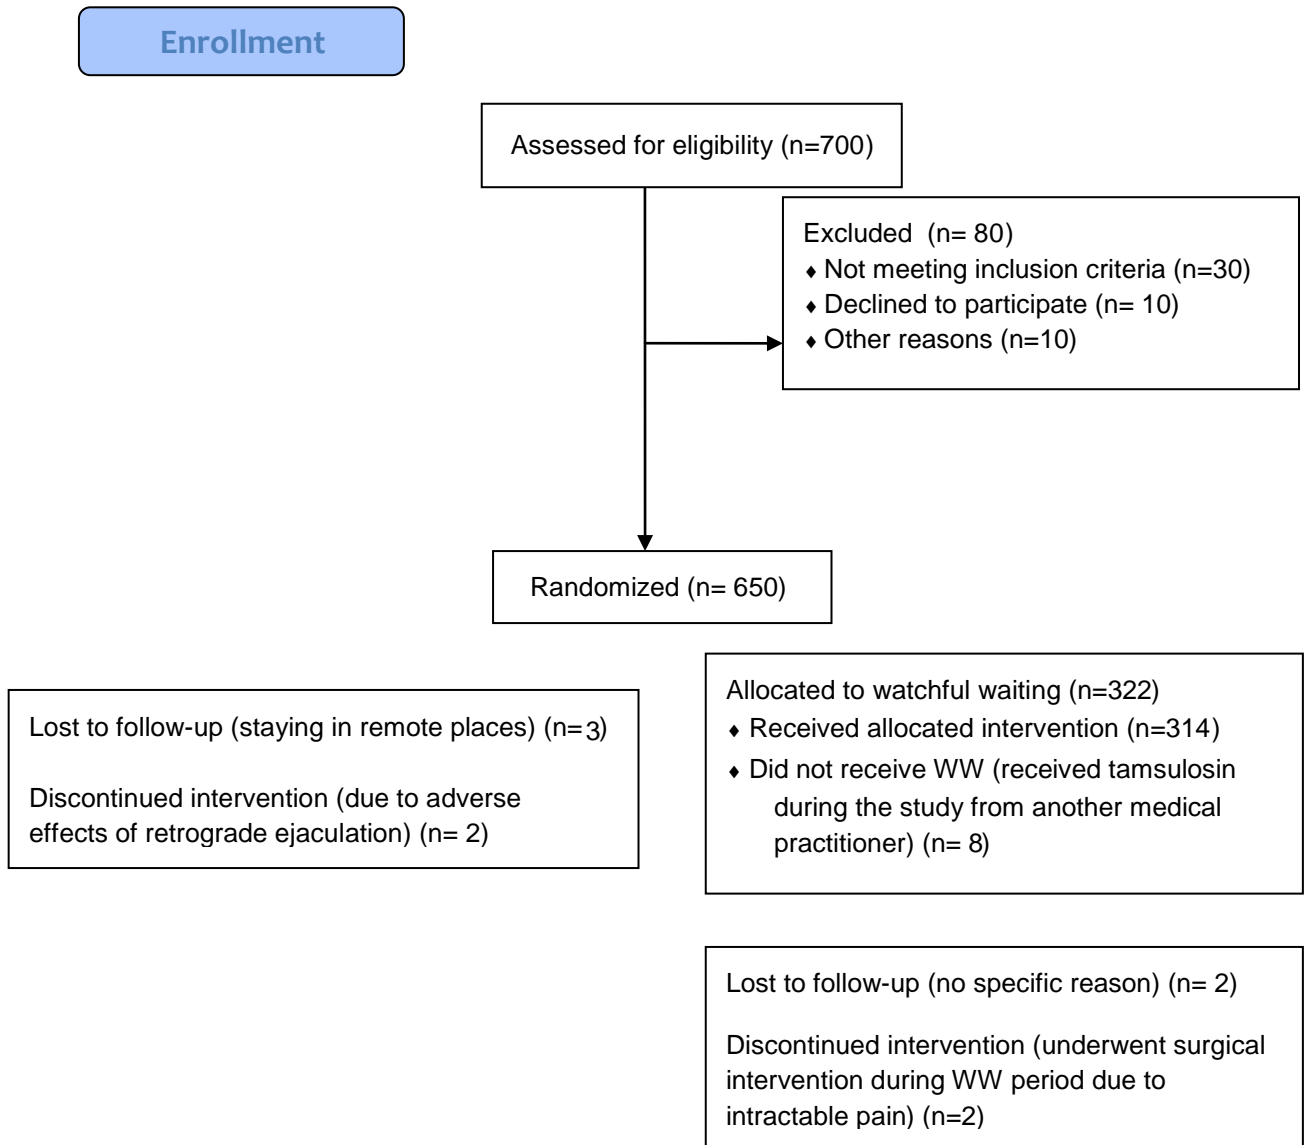 Enrollment
Assessed for eligibility (n=700)
Excluded (n= 80)
♦ Not meeting inclusion criteria (n=30)
♦ Declined to participate (n= 10)
♦ Other reasons (n=10)
Randomized (n= 650)
Lost to follow-up (staying in remote places) (n=3)
Discontinued intervention (due to adverse
effects of retrograde ejaculation) (n= 2)
Allocated to watchful waiting (n=322)
♦ Received allocated intervention (n=314)
♦ Did not receive WW (received tamsulosin
during the study from another medical
practitioner) (n= 8)
Lost to follow-up (no specific reason) (n= 2)
Discontinued intervention (underwent surgical
intervention during WW period due to
intractable pain) (n=2)